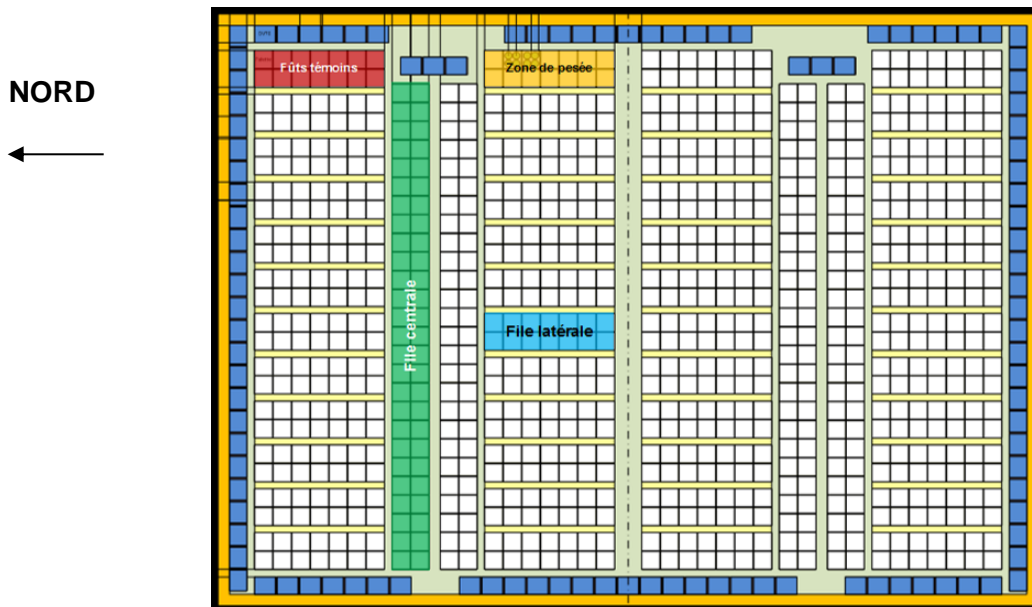 NORD
Fûts témoins
Zone de pesée
File centrale
File latérale